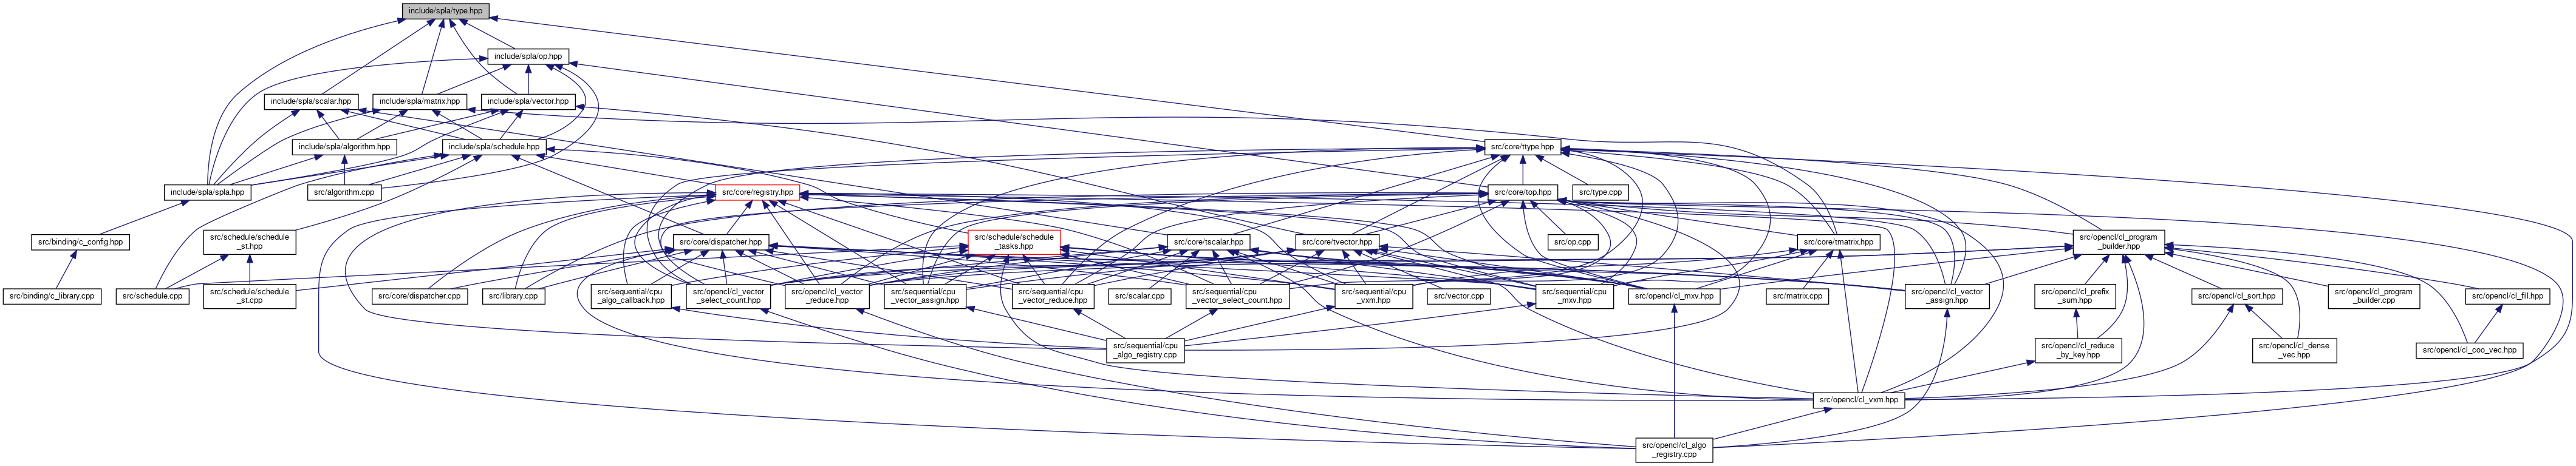 include/spla/type.hpp
include/spla/op.hpp
include/spla/scalar.hpp
include/spla/matrix.hpp
include/spla/vector.hpp
include/spla/algorithm.hpp
include/spla/schedule.hpp
src/core/ttype.hpp
include/spla/spla.hpp
src/algorithm.cpp
src/core/registry.hpp
src/core/top.hpp
src/type.cpp
src/binding/c_config.hpp
src/schedule/schedule
_st.hpp
src/core/dispatcher.hpp
src/schedule/schedule
_tasks.hpp
src/core/tscalar.hpp
src/core/tvector.hpp
src/op.cpp
src/core/tmatrix.hpp
src/opencl/cl_program
_builder.hpp
src/binding/c_library.cpp
src/schedule.cpp
src/schedule/schedule
_st.cpp
src/core/dispatcher.cpp
src/library.cpp
src/sequential/cpu
_algo_callback.hpp
src/opencl/cl_vector
_select_count.hpp
src/opencl/cl_vector
_reduce.hpp
src/sequential/cpu
_vector_assign.hpp
src/sequential/cpu
_vector_reduce.hpp
src/scalar.cpp
src/sequential/cpu
_vector_select_count.hpp
src/sequential/cpu
_vxm.hpp
src/vector.cpp
src/sequential/cpu
_mxv.hpp
src/opencl/cl_mxv.hpp
src/matrix.cpp
src/opencl/cl_vector
_assign.hpp
src/opencl/cl_prefix
_sum.hpp
src/opencl/cl_sort.hpp
src/opencl/cl_program
_builder.cpp
src/opencl/cl_fill.hpp
src/sequential/cpu
_algo_registry.cpp
src/opencl/cl_reduce
_by_key.hpp
src/opencl/cl_dense
_vec.hpp
src/opencl/cl_coo_vec.hpp
src/opencl/cl_vxm.hpp
src/opencl/cl_algo
_registry.cpp